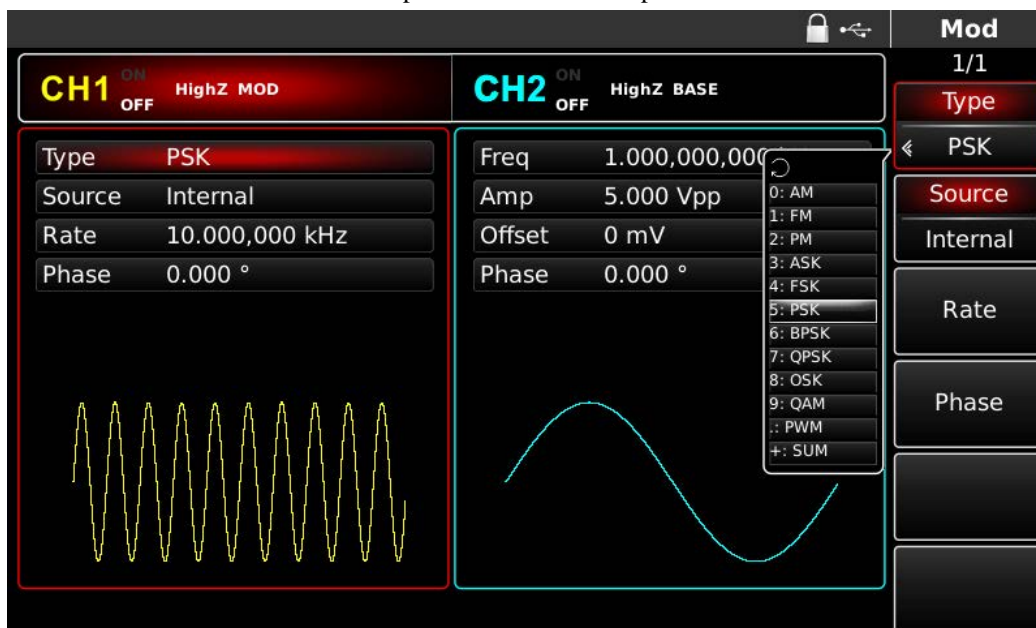 Mod
1/1
CH1 ON OFF HighZ MOD
CH2 ON OFF HighZ BASE
Type
PSK
Type PSK
Source Internal
Rate 10.000,000 kHz
Phase 0.000 °
Freq 1.000,000,000
Amp 5.000 Vpp
Offset 0 mV
Phase 0.000 °
0: AM
1: FM
2: PM
3: ASK
4: FSK
5: PSK
6: BPSK
7: QPSK
8: OSK
9: QAM
.: PWM
+: SUM
Source
Internal
Rate
Phase